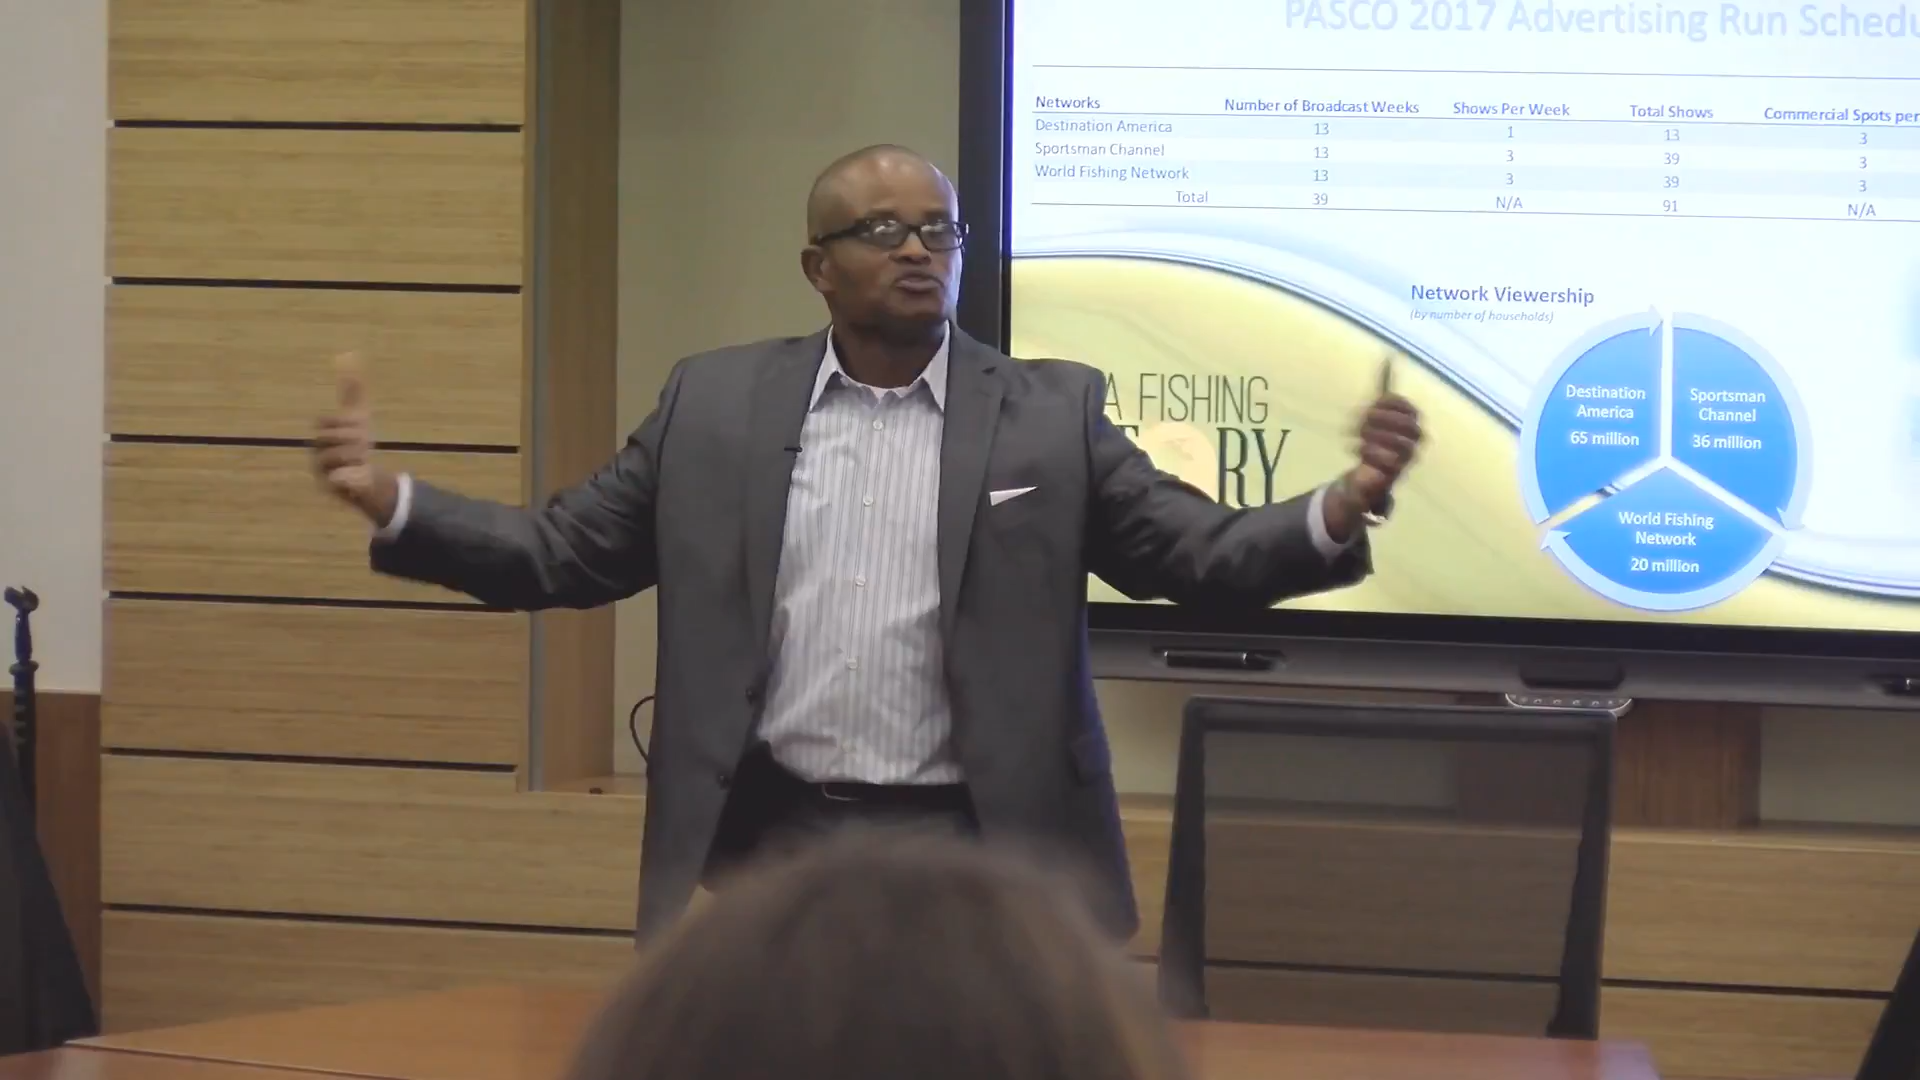 PASCO 2017 Advertising Run Schedu
Networks Number of Broadcast Weeks Shows Per Week Total Shows Commercial Spots per
Destination America 13 1 13 3
Sportsman Channel 13 3 39 3
World Fishing Network 13 3 39 3
Total 39 N/A 91 N/A
Network Viewership
(by number of households)
A FISHING
RY
Destination
America
65 million
Sportsman
Channel
36 million
World Fishing
Network
20 million